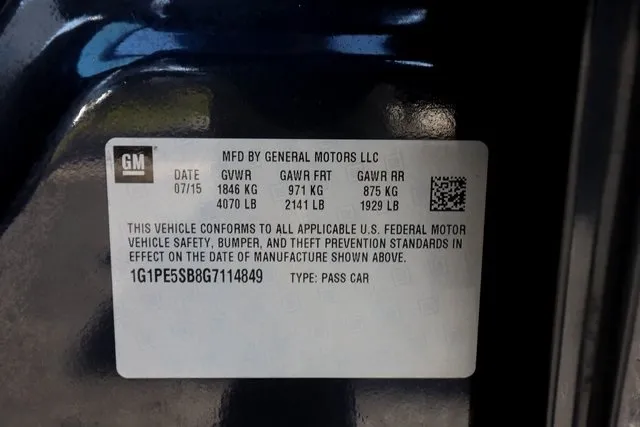 GM
MFD BY GENERAL MOTORS LLC
DATE GVWR GAWR FRT GAWR RR
07/15 1846 KG 971 KG 875 KG
4070 LB 2141 LB 1929 LB
THIS VEHICLE CONFORMS TO ALL APPLICABLE U.S. FEDERAL MOTOR
VEHICLE SAFETY, BUMPER, AND THEFT PREVENTION STANDARDS IN
EFFECT ON THE DATE OF MANUFACTURE SHOWN ABOVE.
1G1PE5SB8G7114849 TYPE: PASS CAR